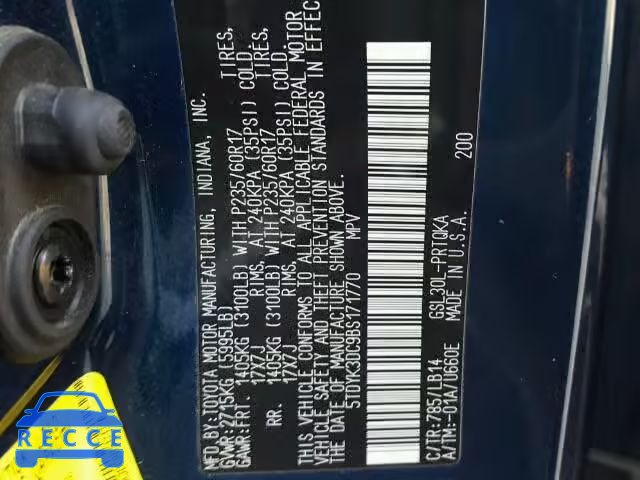 MFD.BY:TOYOTA MOTOR MANUFACTURING, INDIANA, INC.
GVWR:2715KG (5995LB)
GAWR:FRT. 1405KG (3100LB) WITH P235/60R17 TIRES,
17X7J RIMS, AT 240KPA (35PSI) COLD.
RR. 1405KG (3100LB) WITH P235/60R17 TIRES,
17X7J RIMS, AT 240KPA (35PSI) COLD.
THIS VEHICLE CONFORMS TO ALL APPLICABLE FEDERAL MOTOR
VEHICLE SAFETY AND THEFT PREVENTION STANDARDS IN EFFECT
THE DATE OF MANUFACTURE SHOWN ABOVE.
5TDYK3DC9BS171770 MPV
C/TR:785/LB14 GSL30L-PRTQKA 200
A/TM:-01A/U660E MADE IN U.S.A.